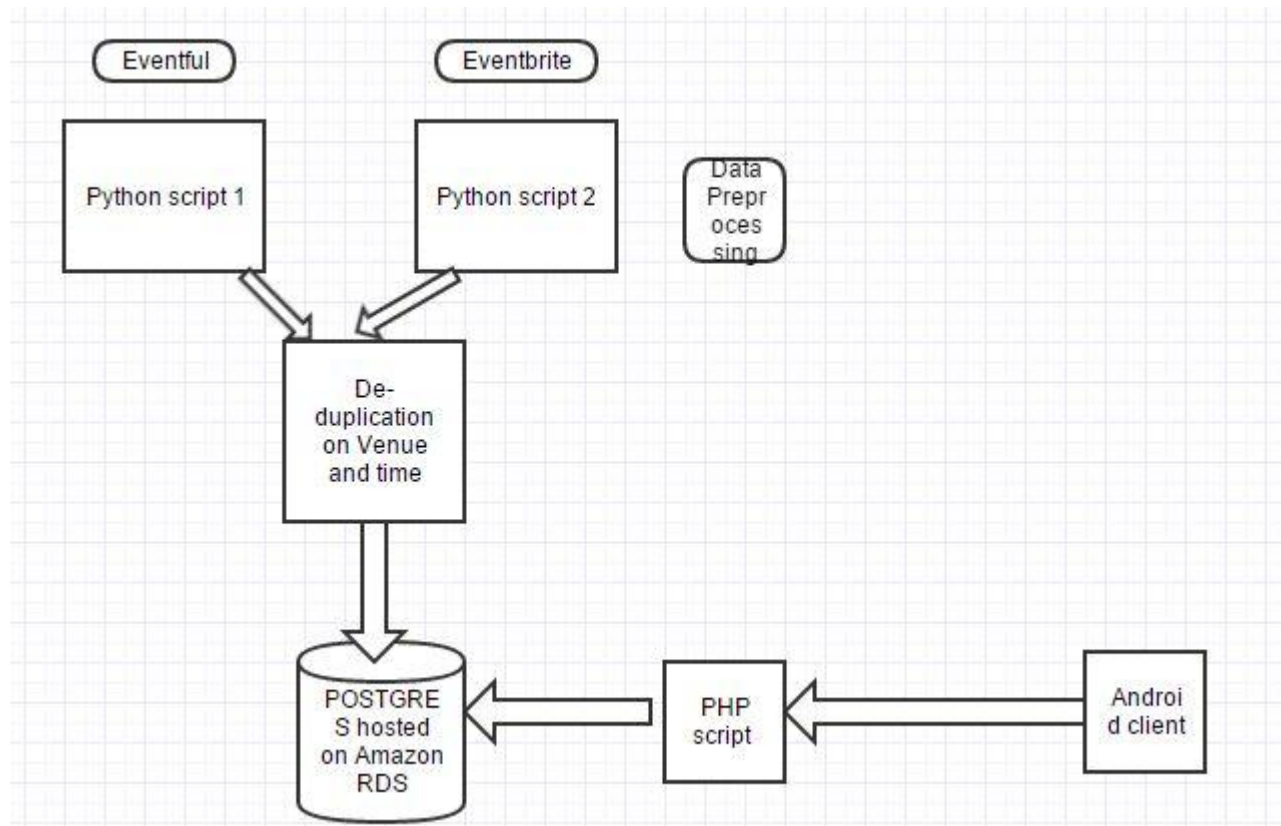 Eventful
Eventbrite
Python script 1
Python script 2
Data
Prepr
oces
sing
De-
duplication
on Venue
and time
POSTGRE
S hosted
on Amazon
RDS
PHP
script
Androi
d client